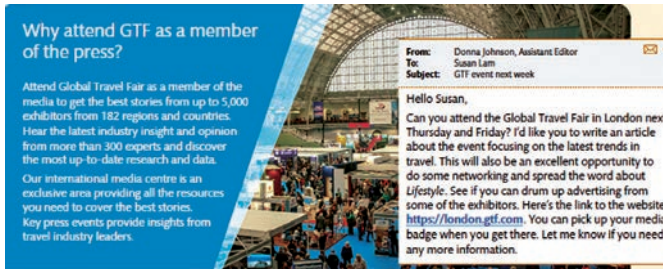 Why attend GTF as a member
of the press?
Attend Global Travel Fair as a member of the
media to get the best stories from up to 5,000
exhibitors from 182 regions and countries.
Hear the latest industry insight and opinion
from more than 300 experts and discover
the most up-to-date research and data.
Our international media centre is an
exclusive area providing all the resources
you need to cover the best stories.
Key press events provide insights from
travel industry leaders.
From: Donna Johnson, Assistant Editor
To: Susan Lam
Subject: GTF event next week
Hello Susan,
Can you attend the Global Travel Fair in London next
Thursday and Friday? I'd like you to write an article
about the event focusing on the latest trends in
travel. This will also be an excellent opportunity to
do some networking and spread the word about
Lifestyle. See if you can drum up advertising from
some of the exhibitors. Here's the link to the website
https://london.gtf.com. You can pick up your media
badge when you get there. Let me know if you need
any more information.